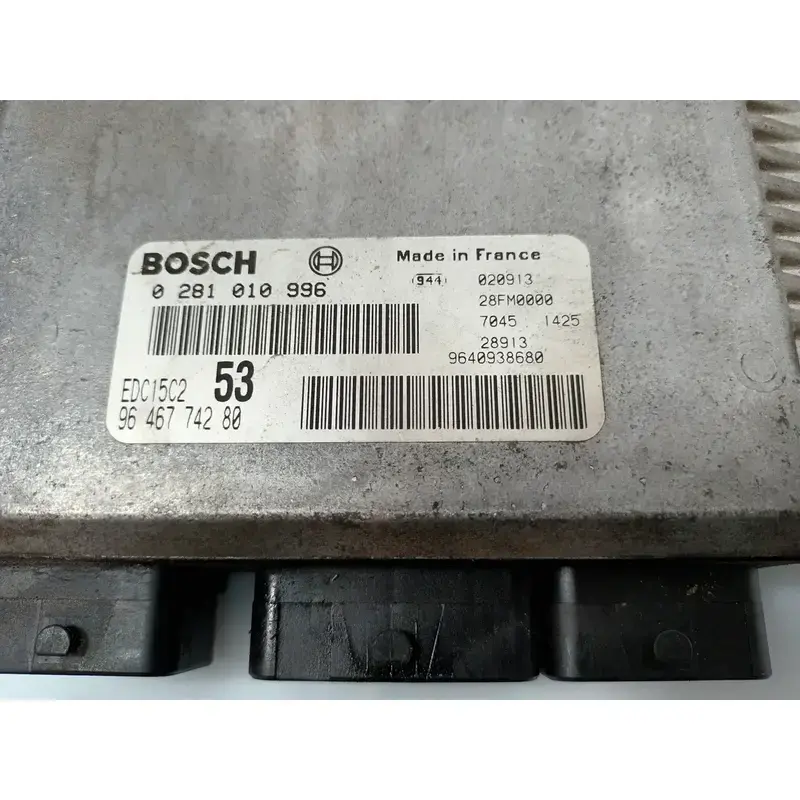 BOSCH
Made in France
0 281 010 996
944 020913
28FM0000
7045 1425
28913
9640938680
EDC15C2 53
96 467 742 80